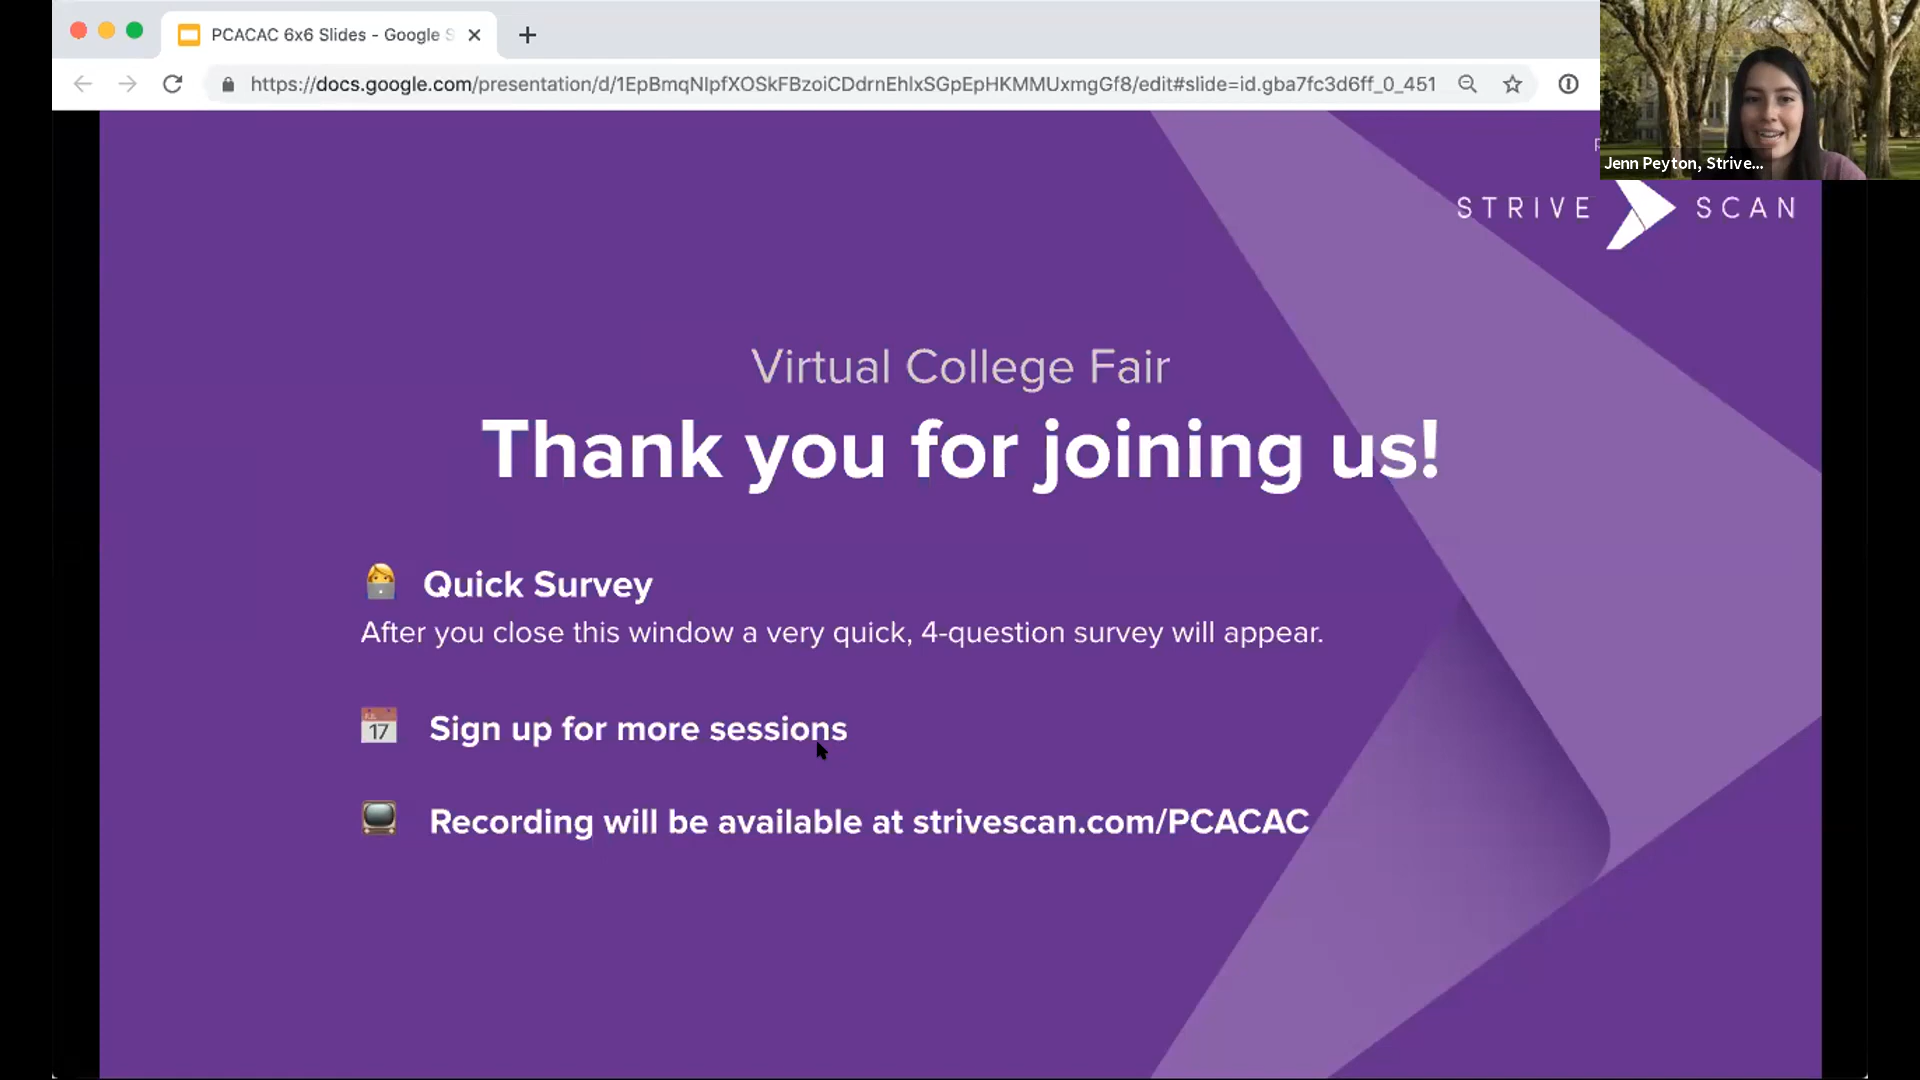 PCACAC 6x6 Slides - Google S
https://docs.google.com/presentation/d/1EpBmqNlpfXOSkFBzoiCDdrnEhlxSGpEpHKMMUxmgGf8/edit#slide=id.gba7fc3d6ff_0_451
Jenn Peyton, Strive...
STRIVE SCAN
Virtual College Fair
Thank you for joining us!
Quick Survey
After you close this window a very quick, 4-question survey will appear.
17
Sign up for more sessions
Recording will be available at strivescan.com/PCACAC